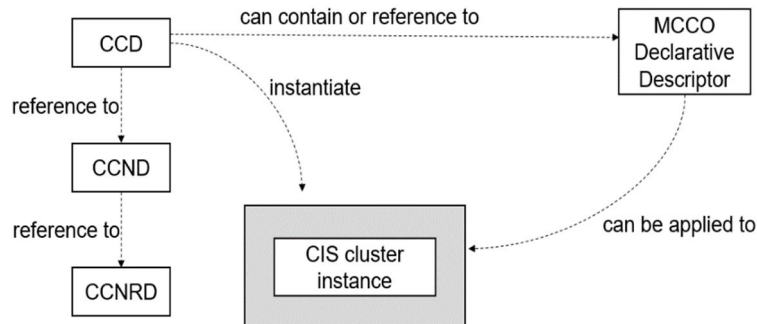 can contain or reference to
CCD
MCCO
Declarative
Descriptor
instantiate
reference to
CCND
reference to
can be applied to
CIS cluster
instance
CCNRD